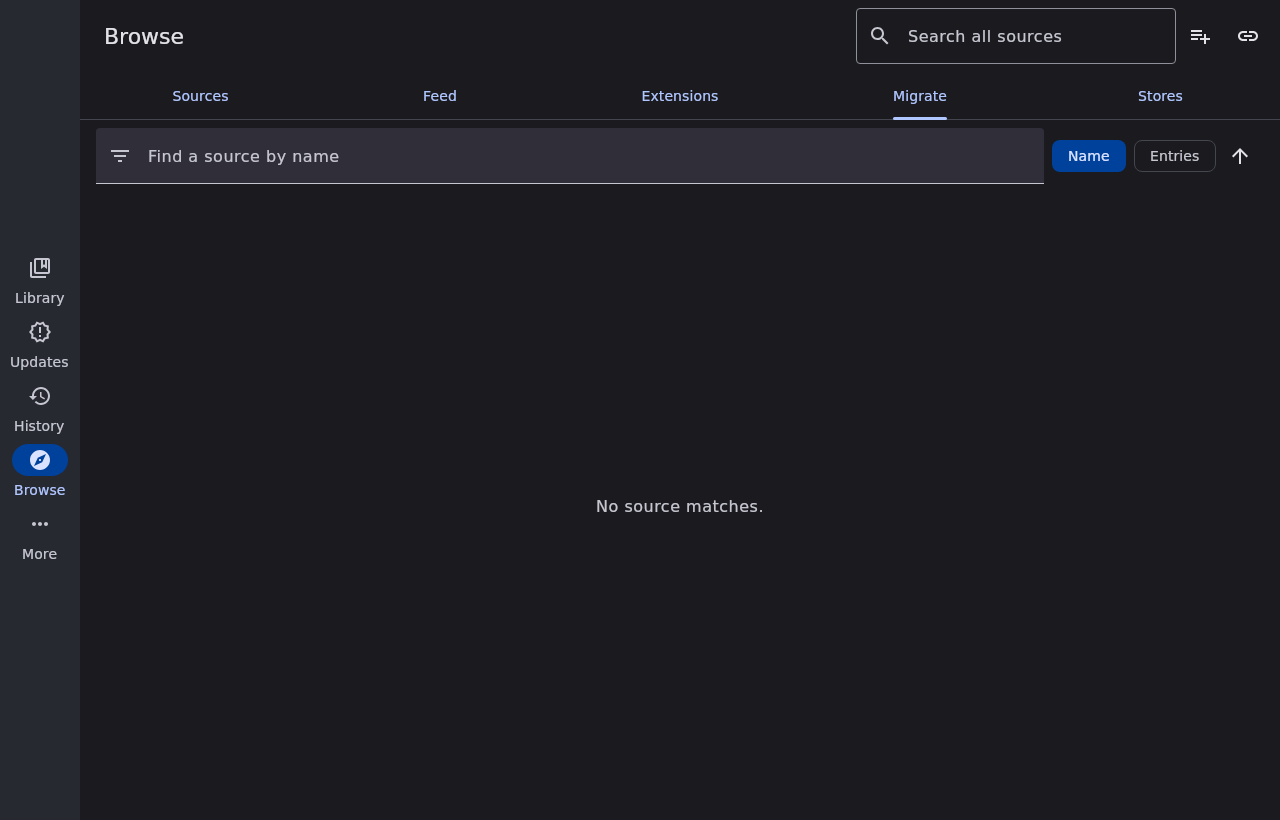 Browse
Search all sources
Sources
Feed
Extensions
Migrate
Stores
Find a source by name
Name
Entries
Library
Updates
History
Browse
More
No source matches.